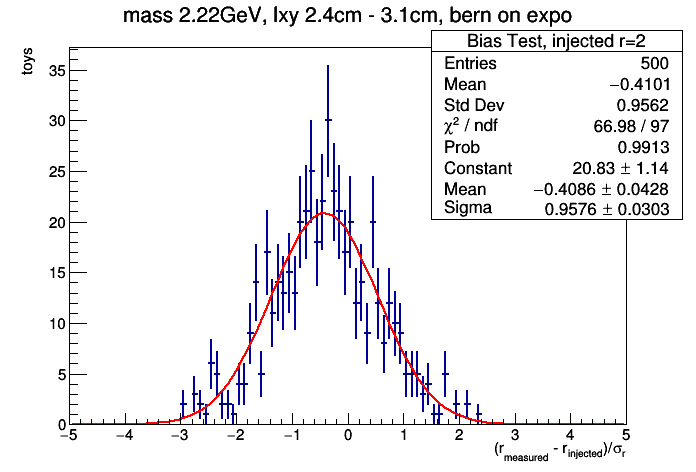 mass 2.22GeV, lxy 2.4cm - 3.1cm, bern on expo
Bias Test, injected r=2
Entries 500
Mean −0.4101
Std Dev 0.9562
χ² / ndf 66.98 / 97
Prob 0.9913
Constant 20.83 ± 1.14
Mean −0.4086 ± 0.0428
Sigma 0.9576 ± 0.0303
toys
35
30
25
20
15
10
5
0
−5 −4 −3 −2 −1 0 1 2 3 4 5
(r_measured - r_injected)/σ_r